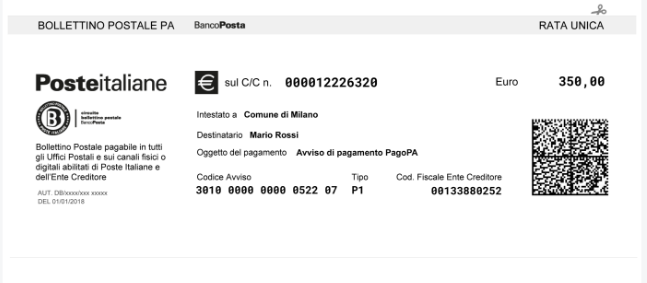 BOLLETTINO POSTALE PA BancoPosta RATA UNICA
Posteitaliane
€ sul C/C n. 000012226320 Euro 350,00
Intestato a Comune di Milano
Destinatario Mario Rossi
Oggetto del pagamento Avviso di pagamento PagoPA
B
circuito
bollettino postale
BancoPosta
Bollettino Postale pagabile in tutti
gli Uffici Postali e sui canali fisici o
digitali abilitati di Poste Italiane e
dell'Ente Creditore
AUT. DB/xxxx/xxx xxxxx
DEL 01/01/2018
Codice Avviso Tipo Cod. Fiscale Ente Creditore
3010 0000 0000 0522 07 P1 00133880252